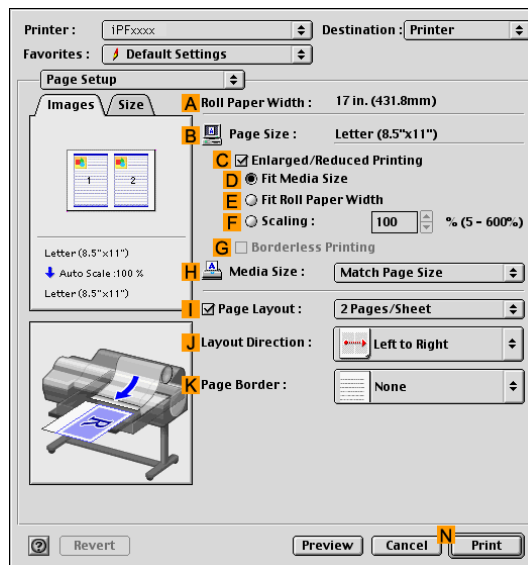 Printer : iPFxxxx Destination : Printer
Favorites : Default Settings
Page Setup
Images Size
A Roll Paper Width : 17 in. (431.8mm)
B Page Size : Letter (8.5"x11")
C Enlarged/Reduced Printing
D Fit Media Size
E Fit Roll Paper Width
F Scaling : 100 % (5 - 600%)
G Borderless Printing
1 2
Letter (8.5"x11")
Auto Scale :100 %
Letter (8.5"x11")
H Media Size : Match Page Size
I Page Layout : 2 Pages/Sheet
J Layout Direction : Left to Right
K Page Border : None
R
N
? Revert Preview Cancel Print